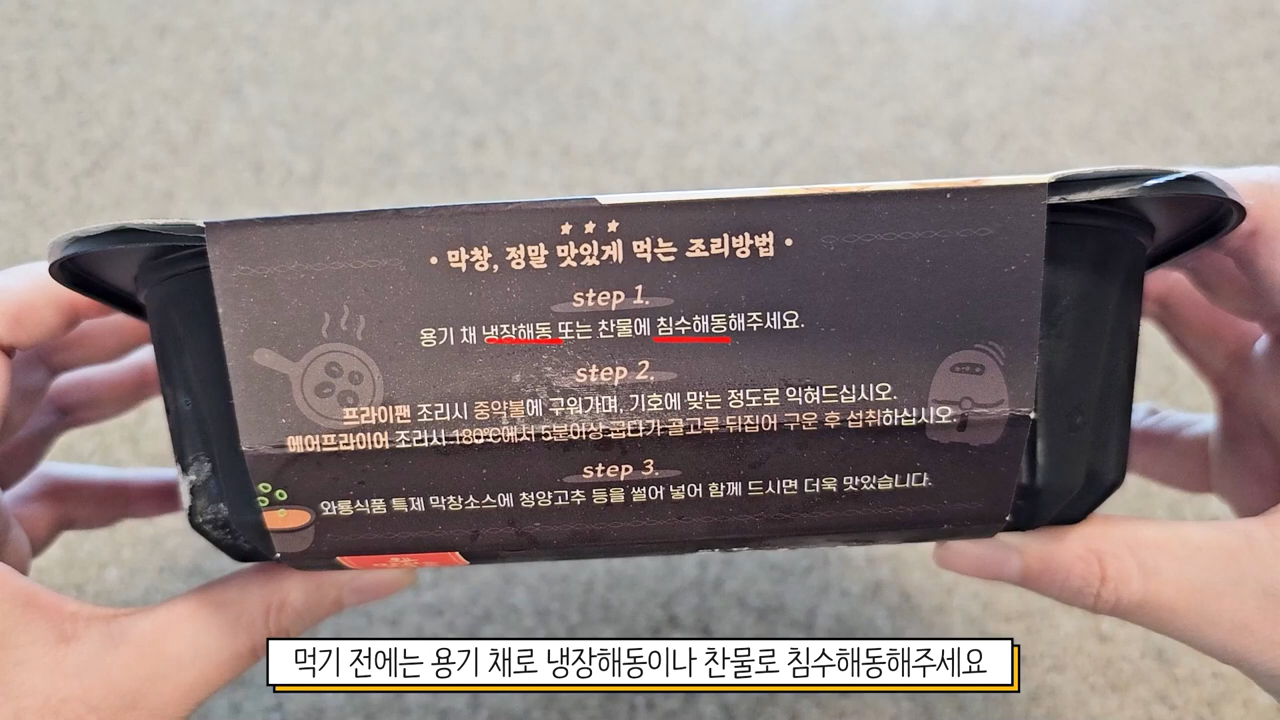 • 막창, 정말 맛있게 먹는 조리방법 •
step 1.
용기 채 냉장해동 또는 찬물에 침수해동해주세요.
step 2.
프라이팬 조리시 중약불에 구워가며, 기호에 맞는 정도로 익혀드십시오.
에어프라이어 조리시 180℃에서 5분이상 굽다가 골고루 뒤집어 구운 후 섭취하십시오.
step 3.
와룡식품 특제 막창소스에 청양고추 등을 썰어 넣어 함께 드시면 더욱 맛있습니다.
먹기 전에는 용기 채로 냉장해동이나 찬물로 침수해동해주세요